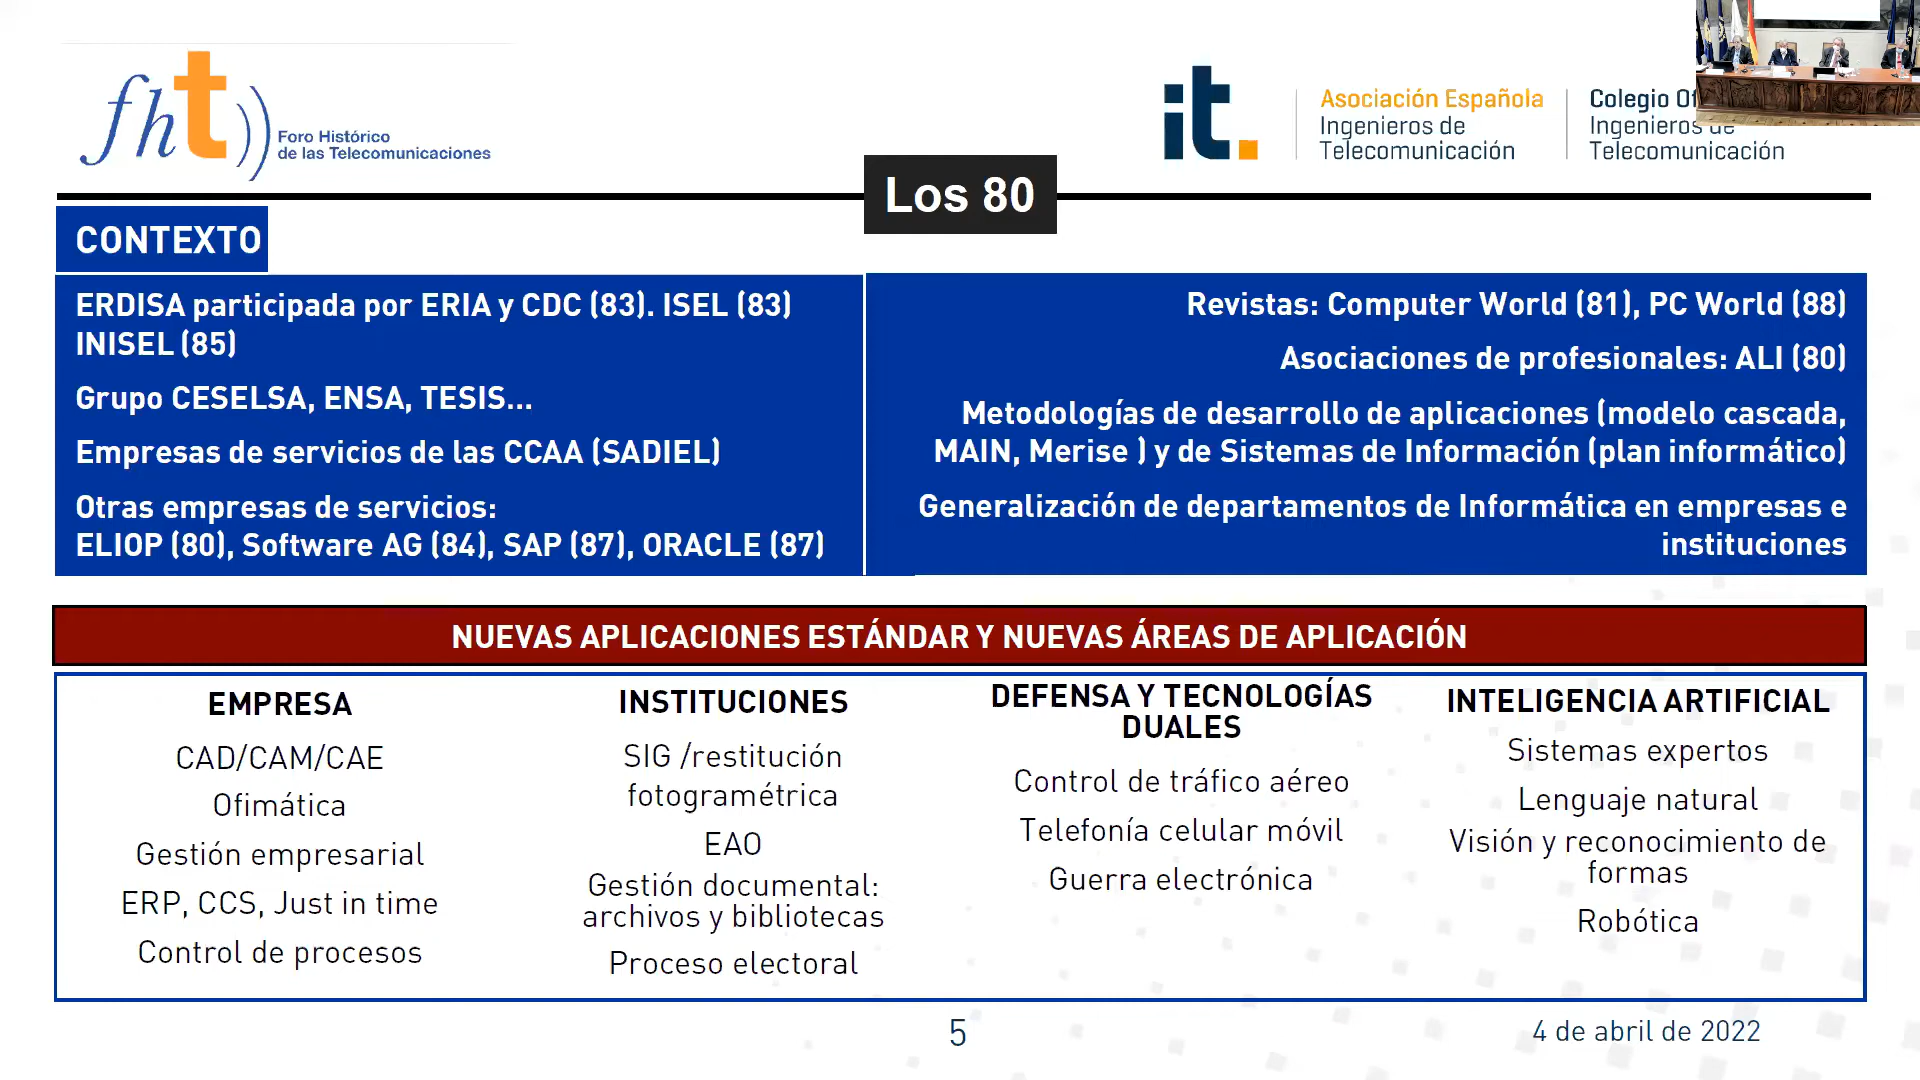 fht
Foro Histórico
de las Telecomunicaciones
it.
Asociación Española
Ingenieros de
Telecomunicación
Colegio
Ingenieros de
Telecomunicación
Los 80
CONTEXTO
ERDISA participada por ERIA y CDC (83). ISEL (83)
INISEL (85)
Grupo CESELSA, ENSA, TESIS...
Empresas de servicios de las CCAA (SADIEL)
Otras empresas de servicios:
ELIOP (80), Software AG (84), SAP (87), ORACLE (87)
Revistas: Computer World (81), PC World (88)
Asociaciones de profesionales: ALI (80)
Metodologías de desarrollo de aplicaciones (modelo cascada,
MAIN, Merise ) y de Sistemas de Información (plan informático)
Generalización de departamentos de Informática en empresas e
instituciones
NUEVAS APLICACIONES ESTÁNDAR Y NUEVAS ÁREAS DE APLICACIÓN
EMPRESA
CAD/CAM/CAE
Ofimática
Gestión empresarial
ERP, CCS, Just in time
Control de procesos
INSTITUCIONES
SIG /restitución
fotogramétrica
EAO
Gestión documental:
archivos y bibliotecas
Proceso electoral
DEFENSA Y TECNOLOGÍAS
DUALES
Control de tráfico aéreo
Telefonía celular móvil
Guerra electrónica
INTELIGENCIA ARTIFICIAL
Sistemas expertos
Lenguaje natural
Visión y reconocimiento de
formas
Robótica
5
4 de abril de 2022